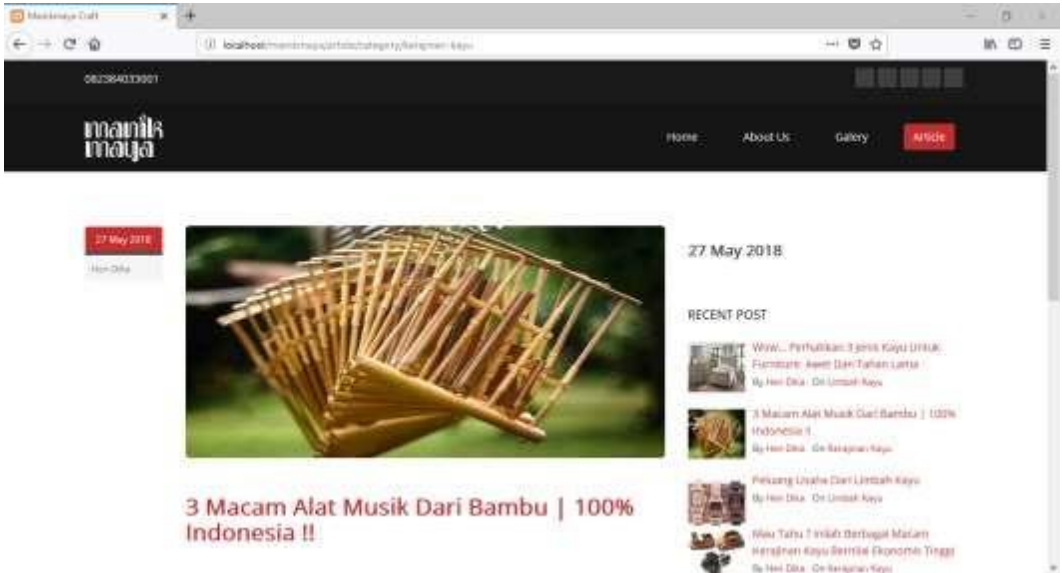 Manikmaya Craft
localhost/manikmaya/article/category/kerajinan-kayu
082384033001
manik
maya
Home About Us Galery Article
27 May 2018
Heri Dika
27 May 2018
RECENT POST
Wow... Perhatikan 3 Jenis Kayu Untuk
Furniture: Awet Dan Tahan Lama
By Heri Dika On Limbah Kayu
3 Macam Alat Musik Dari Bambu | 100%
Indonesia !!
By Heri Dika On Kerajinan Kayu
Peluang Usaha Dari Limbah Kayu
By Heri Dika On Limbah Kayu
Mau Tahu ? Inilah Berbagai Macam
Kerajinan Kayu Bernilai Ekonomis Tinggi
By Heri Dika On Kerajinan Kayu
3 Macam Alat Musik Dari Bambu | 100%
Indonesia !!